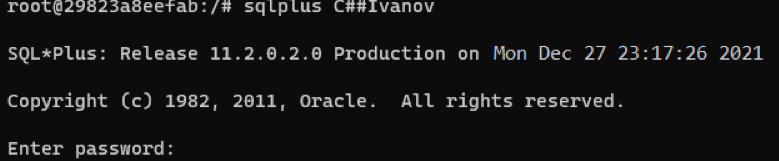 root@29823a8eefab:/# sqlplus C##Ivanov
SQL*Plus: Release 11.2.0.2.0 Production on Mon Dec 27 23:17:26 2021
Copyright (c) 1982, 2011, Oracle.  All rights reserved.
Enter password: